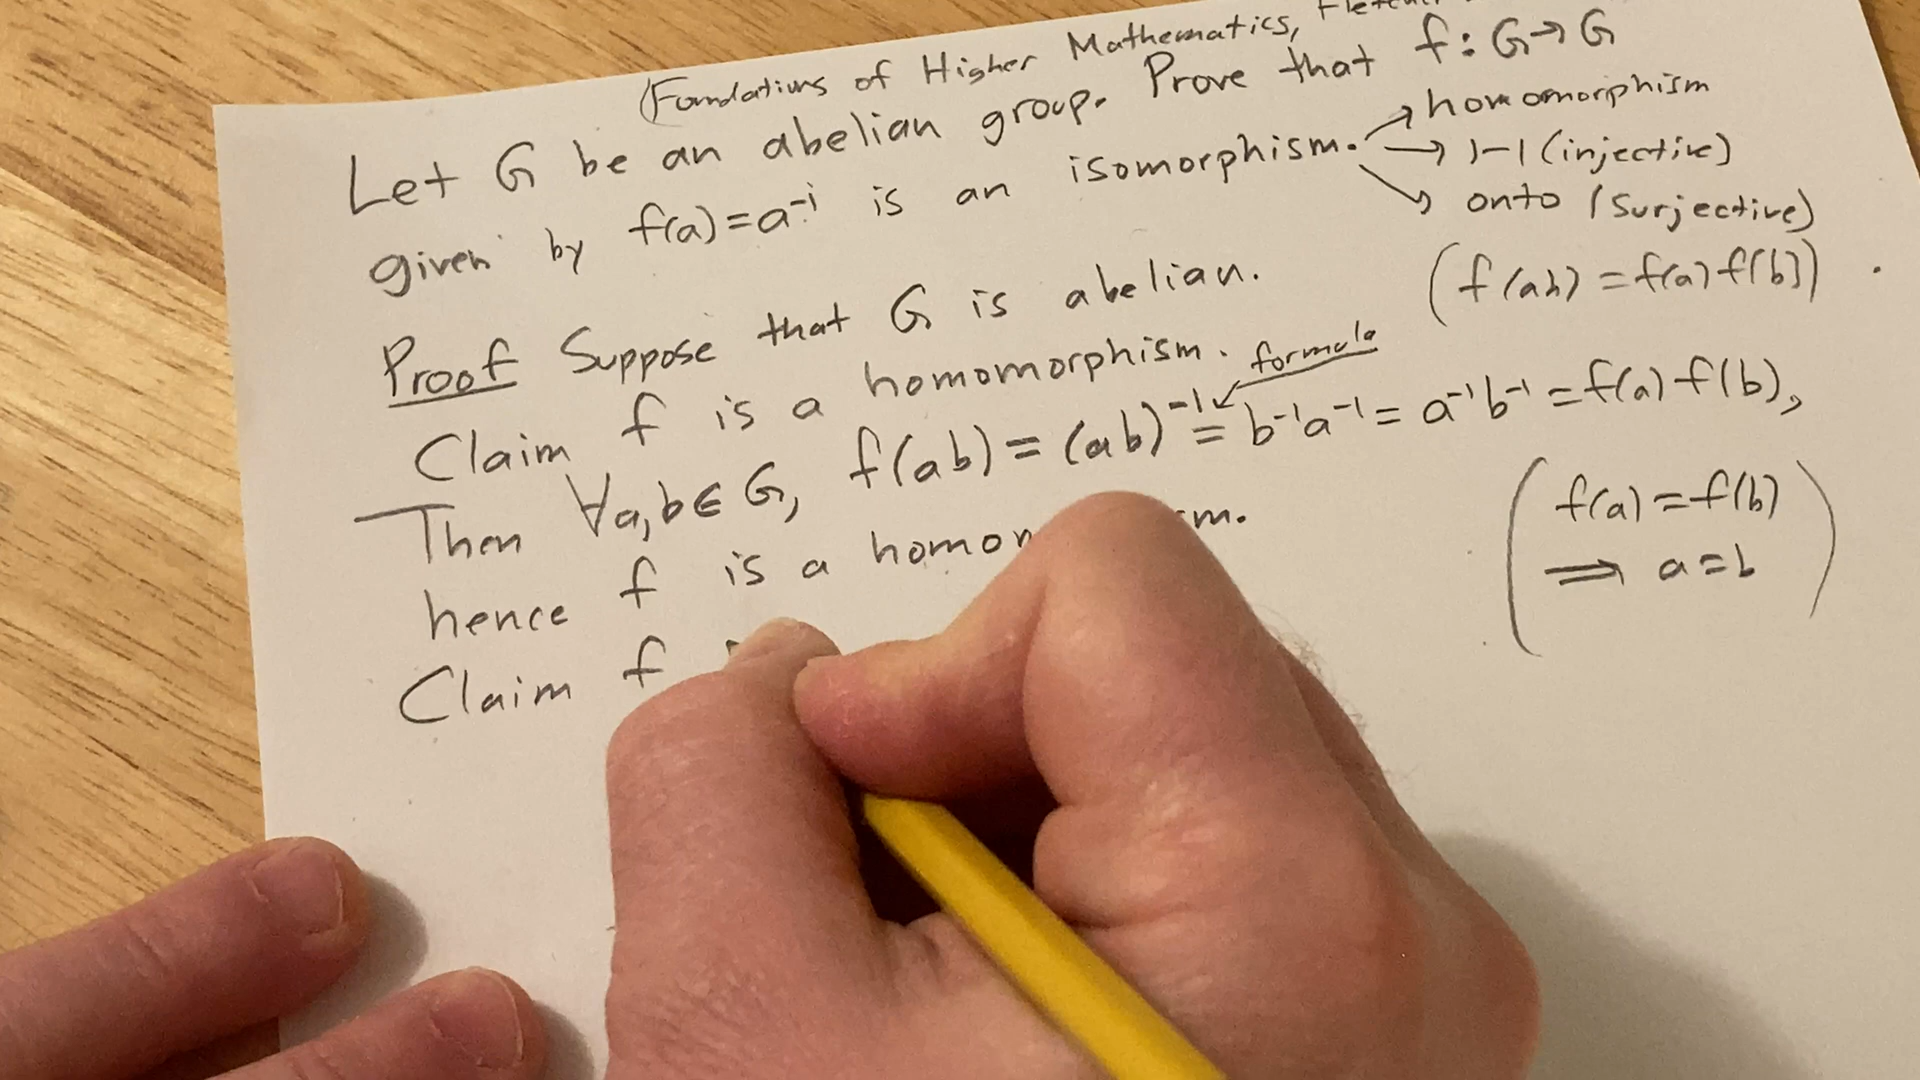 (Foundations of Higher Mathematics,
Let G be an abelian group. Prove that f: G→G
given by f(a)=a⁻¹ is an isomorphism. → homomorphism
→ 1-1 (injective)
→ onto (surjective)
(f(ab)=f(a)f(b))
Proof Suppose that G is abelian.
Claim f is a homomorphism. formula
Then ∀a,b∈G, f(ab)=(ab)⁻¹=b⁻¹a⁻¹=a⁻¹b⁻¹=f(a)f(b),
hence f is a
(f(a)=f(b)
⟹ a=b)
Claim f